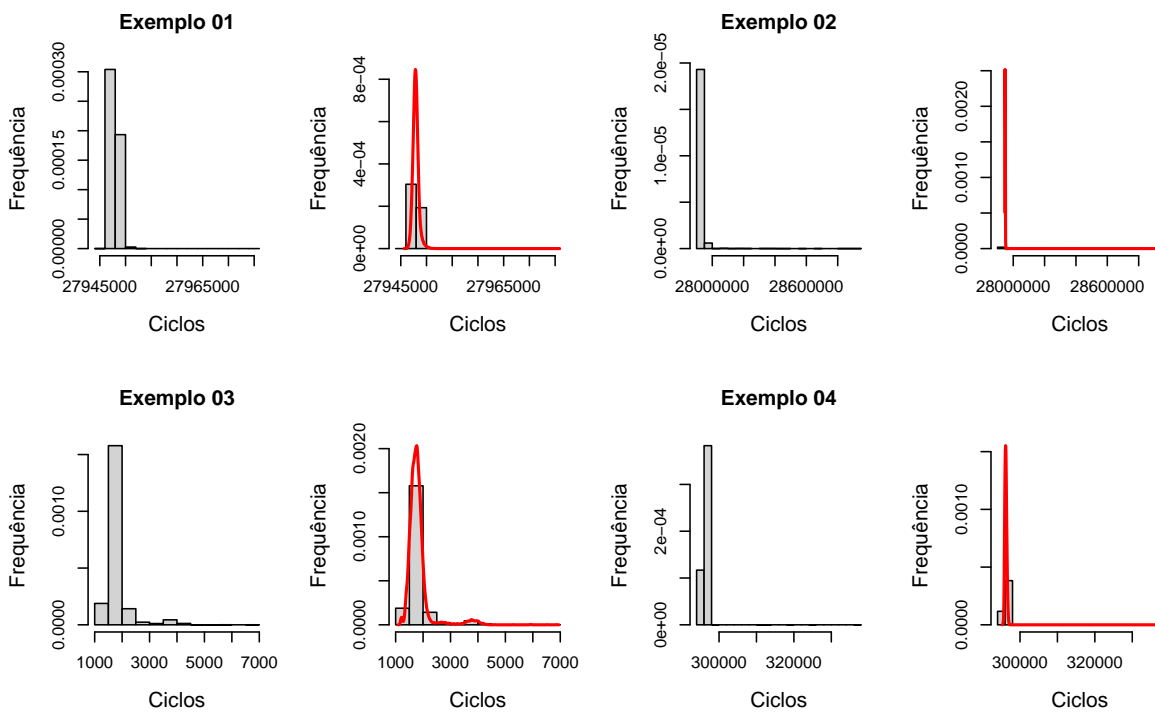 Exemplo 01
Frequência
0.00000
0.00015
0.00030
27945000
27965000
Ciclos
Frequência
0e+00
4e−04
8e−04
27945000
27965000
Ciclos
Exemplo 02
Frequência
0.0e+00
1.0e−05
2.0e−05
28000000
28600000
Ciclos
Frequência
0.0000
0.0010
0.0020
28000000
28600000
Ciclos
Exemplo 03
Frequência
0.0000
0.0010
1000
3000
5000
7000
Ciclos
Frequência
0.0000
0.0010
0.0020
1000
3000
5000
7000
Ciclos
Exemplo 04
Frequência
0e+00
2e−04
300000
320000
Ciclos
Frequência
0.0000
0.0010
300000
320000
Ciclos